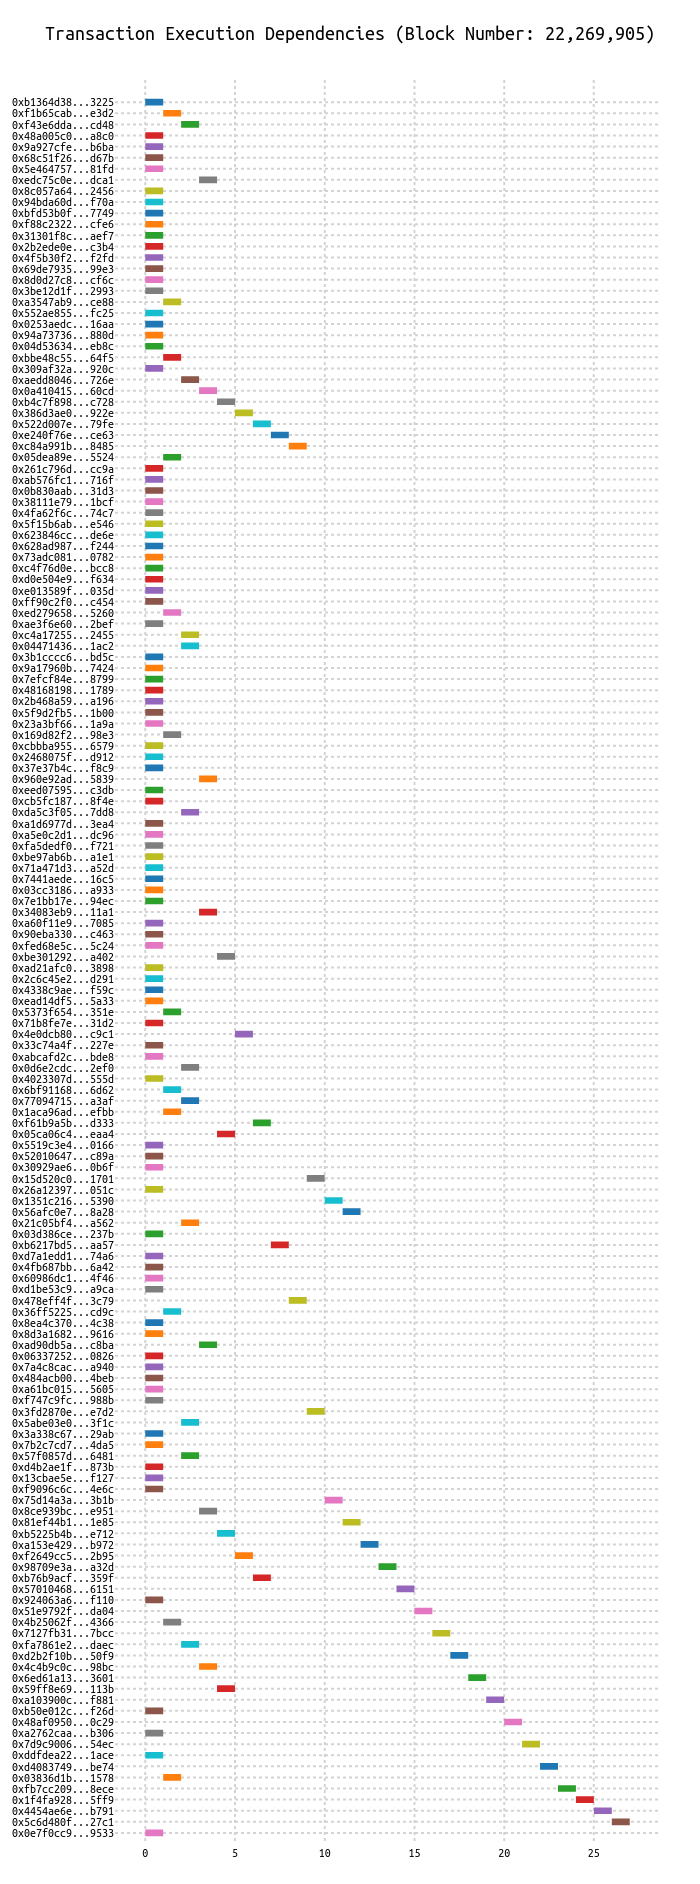 Transaction Execution Dependencies (Block Number: 22,269,905)
0xb1364d38...3225
0xf1b65cab...e3d2
0xf43e6dda...cd48
0x48a005c0...a8c0
0x9a927cfe...b6ba
0x68c51f26...d67b
0x5e464757...81fd
0xedc75c0e...dca1
0x8c057a64...2456
0x94bda60d...f70a
0xbfd53b0f...7749
0xf88c2322...cfe6
0x31301f8c...aef7
0x2b2ede0e...c3b4
0x4f5b30f2...f2fd
0x69de7935...99e3
0x8d0d27c8...cf6c
0x3be12d1f...2993
0xa3547ab9...ce88
0x552ae855...fc25
0x0253aedc...16aa
0x94a73736...880d
0x04d53634...eb8c
0xbbe48c55...64f5
0x309af32a...920c
0xaedd8046...726e
0x0a410415...60cd
0xb4c7f898...c728
0x386d3ae0...922e
0x522d007e...79fe
0xe240f76e...ce63
0xc84a991b...8485
0x05dea89e...5524
0x261c796d...cc9a
0xab576fc1...716f
0x0b830aab...31d3
0x38111e79...1bcf
0x4fa62f6c...74c7
0x5f15b6ab...e546
0x623846cc...de6e
0x628ad987...f244
0x73adc081...0782
0xc4f76d0e...bcc8
0xd0e504e9...f634
0xe013589f...035d
0xff90c2f0...c454
0xed279658...5260
0xae3f6e60...2bef
0xc4a17255...2455
0x04471436...1ac2
0x3b1cccc6...bd5c
0x9a17960b...7424
0x7efcf84e...8799
0x48168198...1789
0x2b468a59...a196
0x5f9d2fb5...1b00
0x23a3bf66...1a9a
0x169d82f2...98e3
0xcbbba955...6579
0x2468075f...d912
0x37e37b4c...f8c9
0x960e92ad...5839
0xeed07595...c3db
0xcb5fc187...8f4e
0xda5c3f05...7dd8
0xa1d6977d...3ea4
0xa5e0c2d1...dc96
0xfa5dedf0...f721
0xbe97ab6b...a1e1
0x71a471d3...a52d
0x7441aede...16c5
0x03cc3186...a933
0x7e1bb17e...94ec
0x34083eb9...11a1
0xa60f11e9...7085
0x90eba330...c463
0xfed68e5c...5c24
0xbe301292...a402
0xad21afc0...3898
0x2c6c45e2...d291
0x4338c9ae...f59c
0xead14df5...5a33
0x5373f654...351e
0x71b8fe7e...31d2
0x4e0dcb80...c9c1
0x33c74a4f...227e
0xabcafd2c...bde8
0x0d6e2cdc...2ef0
0x4023307d...555d
0x6bf91168...6d62
0x77094715...a3af
0x1aca96ad...efbb
0xf61b9a5b...d333
0x05ca06c4...eaa4
0x5519c3e4...0166
0x52010647...c89a
0x30929ae6...0b6f
0x15d520c0...1701
0x26a12397...051c
0x1351c216...5390
0x56afc0e7...8a28
0x21c05bf4...a562
0x03d386ce...237b
0xb6217bd5...aa57
0xd7a1edd1...74a6
0x4fb687bb...6a42
0x60986dc1...4f46
0xd1be53c9...a9ca
0x478eff4f...3c79
0x36ff5225...cd9c
0x8ea4c370...4c38
0x8d3a1682...9616
0xad90db5a...c8ba
0x06337252...0826
0x7a4c8cac...a940
0x484acb00...4beb
0xa61bc015...5605
0xf747c9fc...988b
0x3fd2870e...e7d2
0x5abe03e0...3f1c
0x3a338c67...29ab
0x7b2c7cd7...4da5
0x57f0857d...6481
0xd4b2ae1f...873b
0x13cbae5e...f127
0xf9096c6c...4e6c
0x75d14a3a...3b1b
0x8ce939bc...e951
0x81ef44b1...1e85
0xb5225b4b...e712
0xa153e429...b972
0xf2649cc5...2b95
0x98709e3a...a32d
0xb76b9acf...359f
0x57010468...6151
0x924063a6...f110
0x51e9792f...da04
0x4b25062f...4366
0x7127fb31...7bcc
0xfa7861e2...daec
0xd2b2f10b...50f9
0x4c4b9c0c...98bc
0x6ed61a13...3601
0x59ff8e69...113b
0xa103900c...f881
0xb50e012c...f26d
0x48af0950...0c29
0xa2762caa...b306
0x7d9c9006...54ec
0xddfdea22...1ace
0xd4083749...be74
0x03836d1b...1578
0xfb7cc209...8ece
0x1f4fa928...5ff9
0x4454ae6e...b791
0x5c6d480f...27c1
0x0e7f0cc9...9533
0 5 10 15 20 25